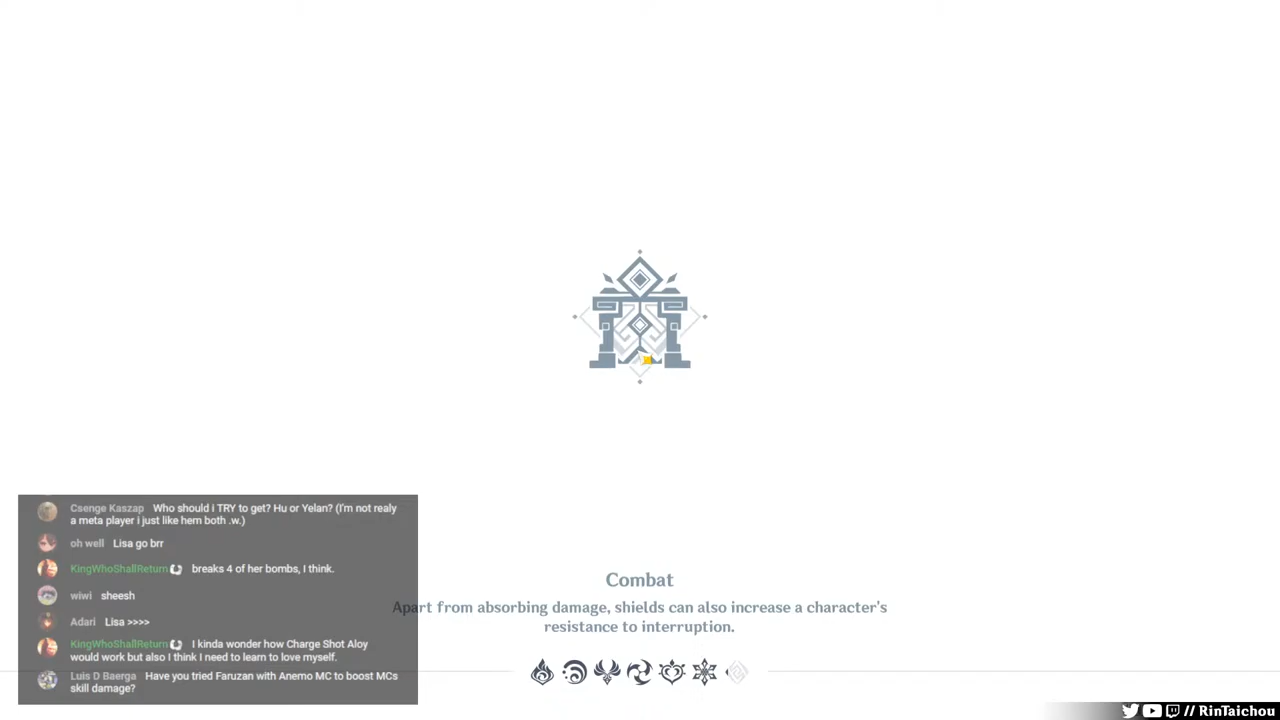 Csenge Kaszap Who should i TRY to get? Hu or Yelan? (I'm not realy
a meta player i just like hem both .w.)
oh well Lisa go brr
KingWhoShallReturn breaks 4 of her bombs, I think.
wiwi sheesh
Adari Lisa >>>>
KingWhoShallReturn I kinda wonder how Charge Shot Aloy
would work but also I think I need to learn to love myself.
Luis D Baerga Have you tried Faruzan with Anemo MC to boost MCs
skill damage?
Combat
Apart from absorbing damage, shields can also increase a character's
resistance to interruption.
// RinTaichou